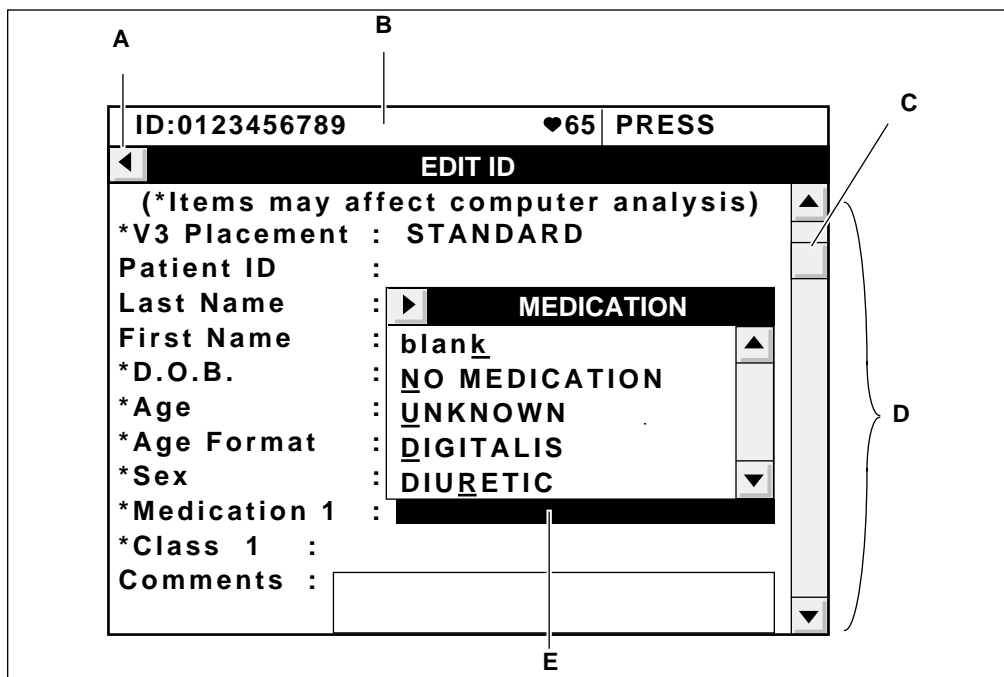 A
B
C
ID:0123456789 ♥65 PRESS
EDIT ID
(*Items may affect computer analysis)
*V3 Placement : STANDARD
Patient ID :
Last Name :
First Name :
*D.O.B. :
*Age :
*Age Format :
*Sex :
*Medication 1 :
*Class 1 :
Comments :
MEDICATION
blank
NO MEDICATION
UNKNOWN
DIGITALIS
DIURETIC
D
E